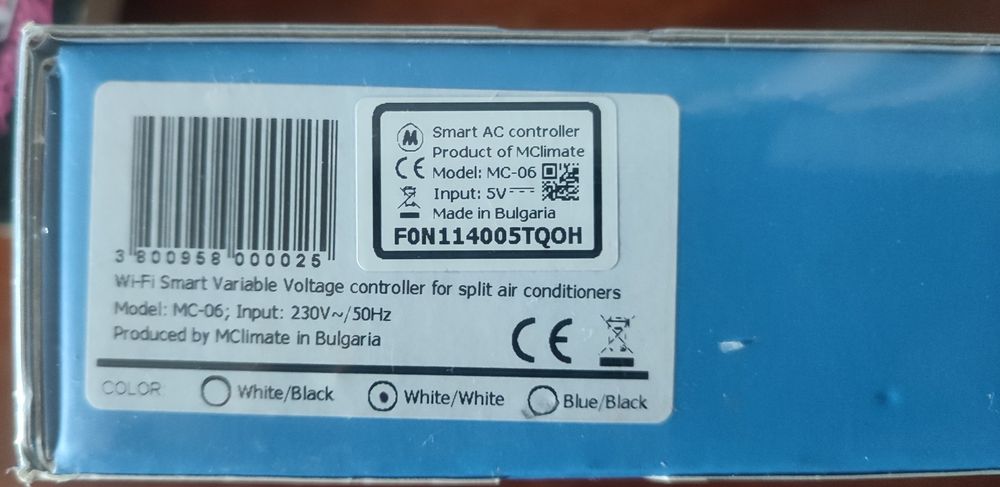 M
Smart AC controller
Product of MClimate
CE Model: MC-06
Input: 5V
Made in Bulgaria
F0N114005TQOH
3 800958 000025
Wi-Fi Smart Variable Voltage controller for split air conditioners
Model: MC-06; Input: 230V~/50Hz
Produced by MClimate in Bulgaria
CE
COLOR White/Black White/White Blue/Black